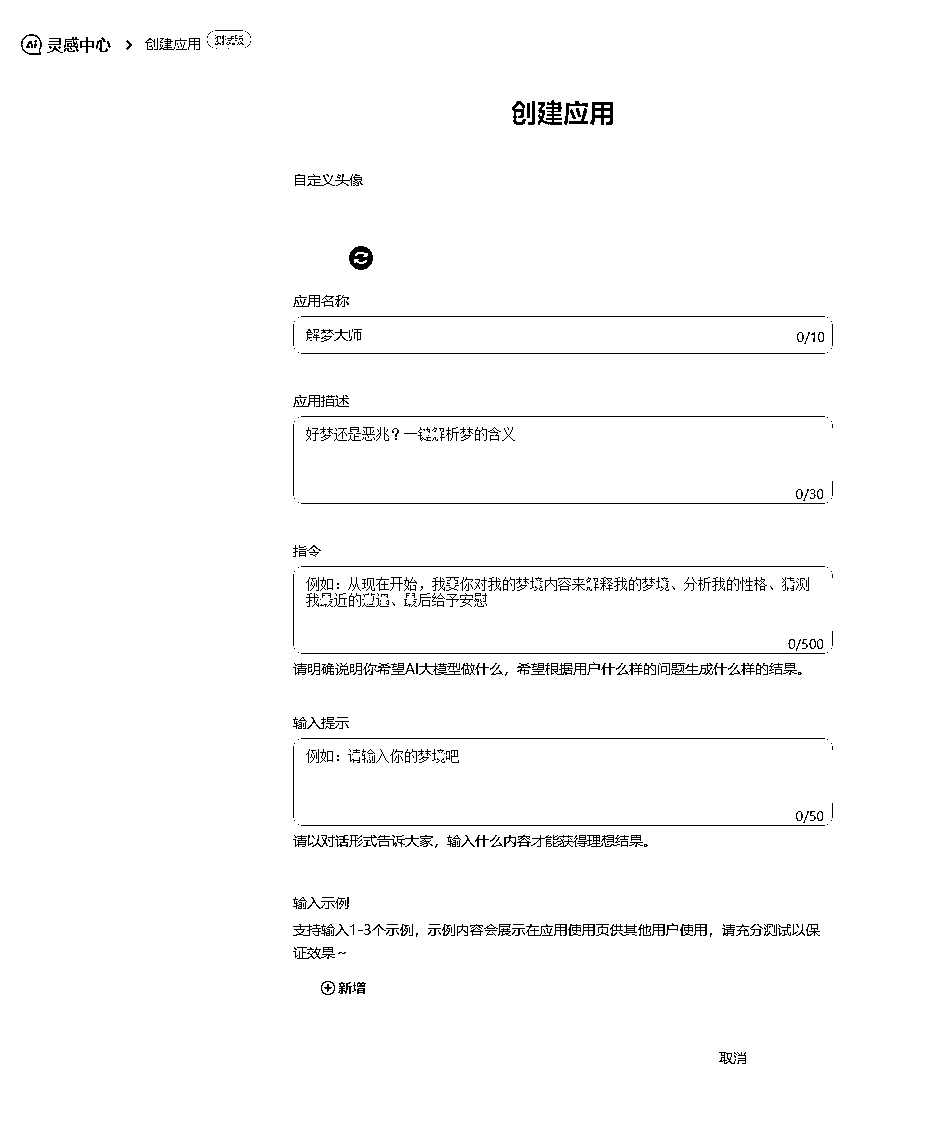 Ai 灵感中心 > 创建应用 测试版
创建应用
自定义头像
应用名称
解梦大师
0/10
应用描述
好梦还是恶兆？一键解析梦的含义
0/30
指令
例如：从现在开始，我要你对我的梦境内容来解释我的梦境、分析我的性格、猜测
我最近的遭遇、最后给予安慰
0/500
请明确说明你希望AI大模型做什么，希望根据用户什么样的问题生成什么样的结果。
输入提示
例如：请输入你的梦境吧
0/50
请以对话形式告诉大家，输入什么内容才能获得理想结果。
输入示例
支持输入1-3个示例，示例内容会展示在应用使用页供其他用户使用，请充分测试以保
证效果~
新增
取消